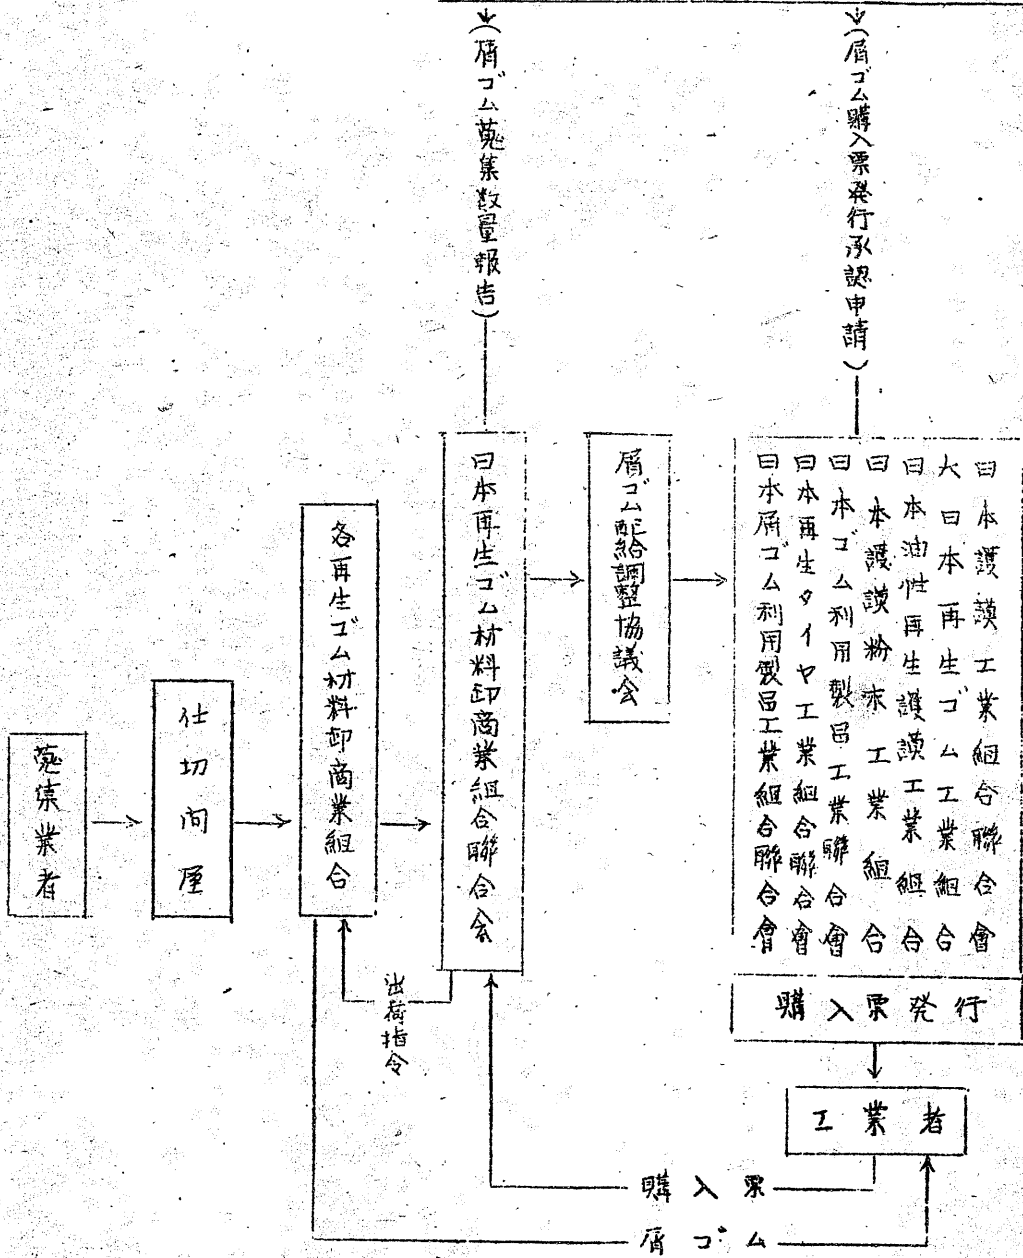 (屑ゴム購入票発行承認申請)
(屑ゴム蒐集数量報告)
日本護謨工業組合聯合會
大日本再生ゴム工業組合
日本油性再生護謨工業組合
日本護謨粉末工業組合
日本ゴム利用製品工業聯合會
日本再生タイヤ工業組合聯合會
日本屑ゴム利用製品工業組合聯合會
購入票発行
屑ゴム配給調整協議会
日本再生ゴム材料卸商業組合聯合会
各再生ゴム材料卸商業組合
仕切問屋
蒐集業者
出荷指令
工業者
購入票
屑ゴム